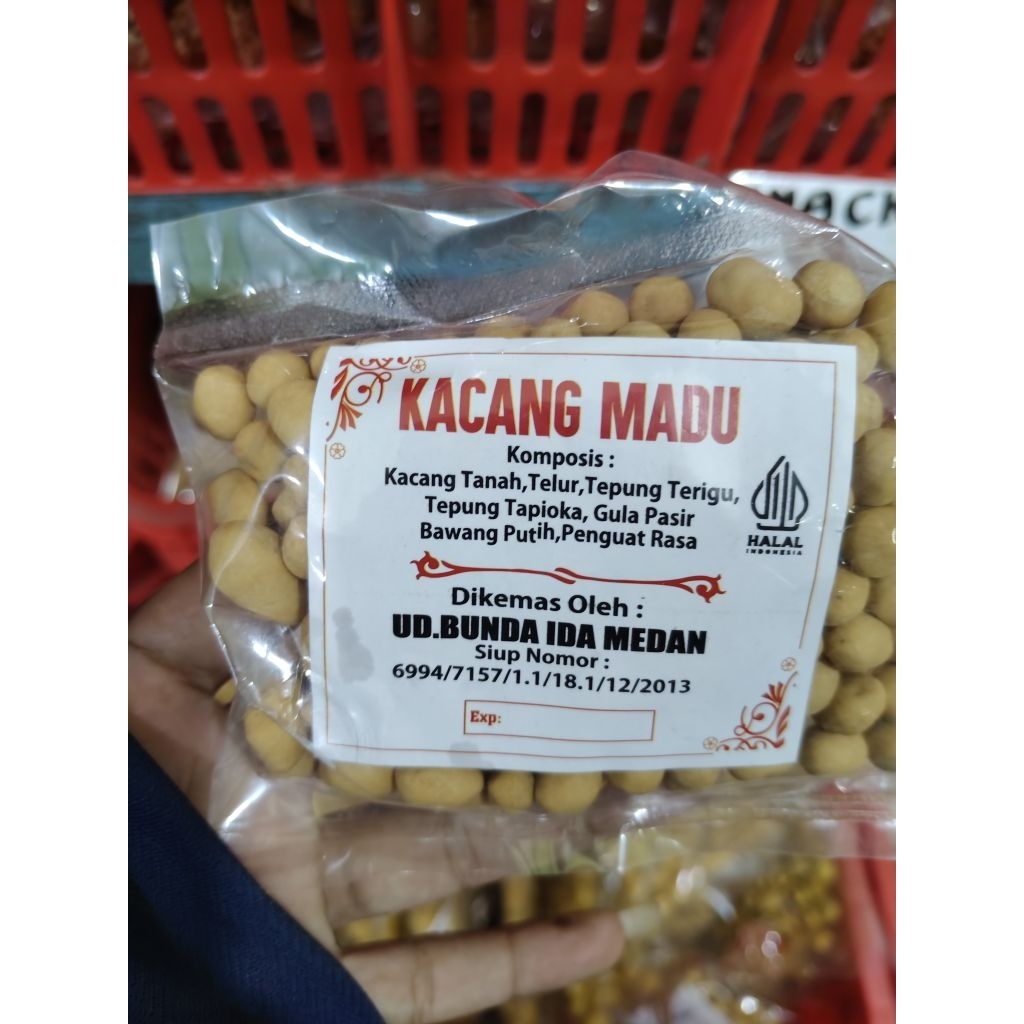 KACANG MADU
Komposis :
Kacang Tanah,Telur,Tepung Terigu,
Tepung Tapioka, Gula Pasir
Bawang Putih,Penguat Rasa
HALAL
INDONESIA
Dikemas Oleh :
UD.BUNDA IDA MEDAN
Siup Nomor :
6994/7157/1.1/18.1/12/2013
Exp: